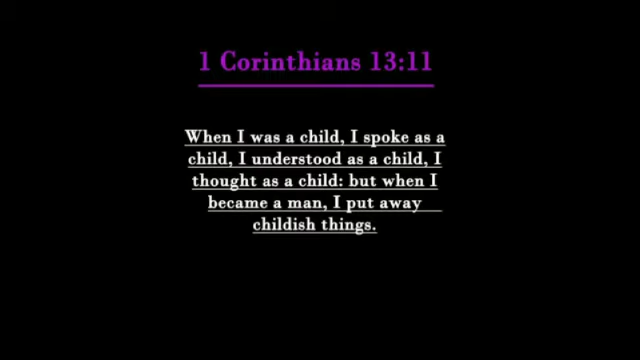 1 Corinthians 13:11
When I was a child, I spoke as a
child, I understood as a child, I
thought as a child: but when I
became a man, I put away
childish things.